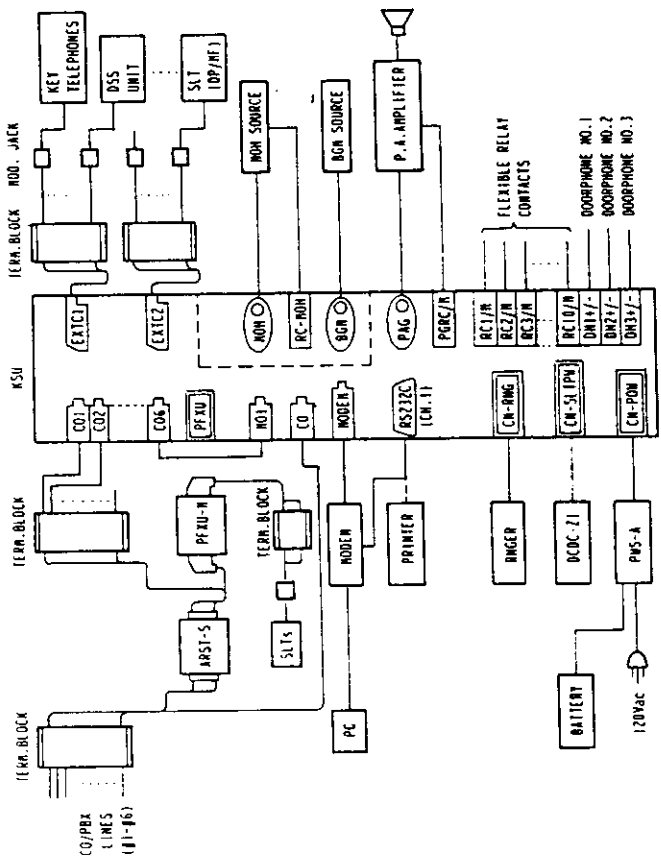 CO/PBX
LINES
(#1-#6)
TERM.BLOCK
ARST-S
TERM.BLOCK
PFXU-M
TERM.BLOCK
SLTs
PC
MODEM
PRINTER
RNGER
DCDC-21
PWS-A
BATTERY
120Vac
KSU
CO1
CO2
CO6
PFXU
MO1
CO
MODEM
RS232C
(CN.1)
CN-RNG
CN-SL(PW)
CN-POW
EXTC1
EXTC2
MOH
RC-MOH
BGM
PAG
PGRC/M
RC1/M
RC2/M
RC3/M
RC10/M
DN1+/-
DN2+/-
DN3+/-
TERM.BLOCK
MOD. JACK
KEY
TELEPHONES
DSS
UNIT
SLT
(DP/MF)
MOH SOURCE
BGM SOURCE
P.A.AMPLIFIER
FLEXIBLE RELAY
CONTACTS
DOORPHONE NO.1
DOORPHONE NO.2
DOORPHONE NO.3